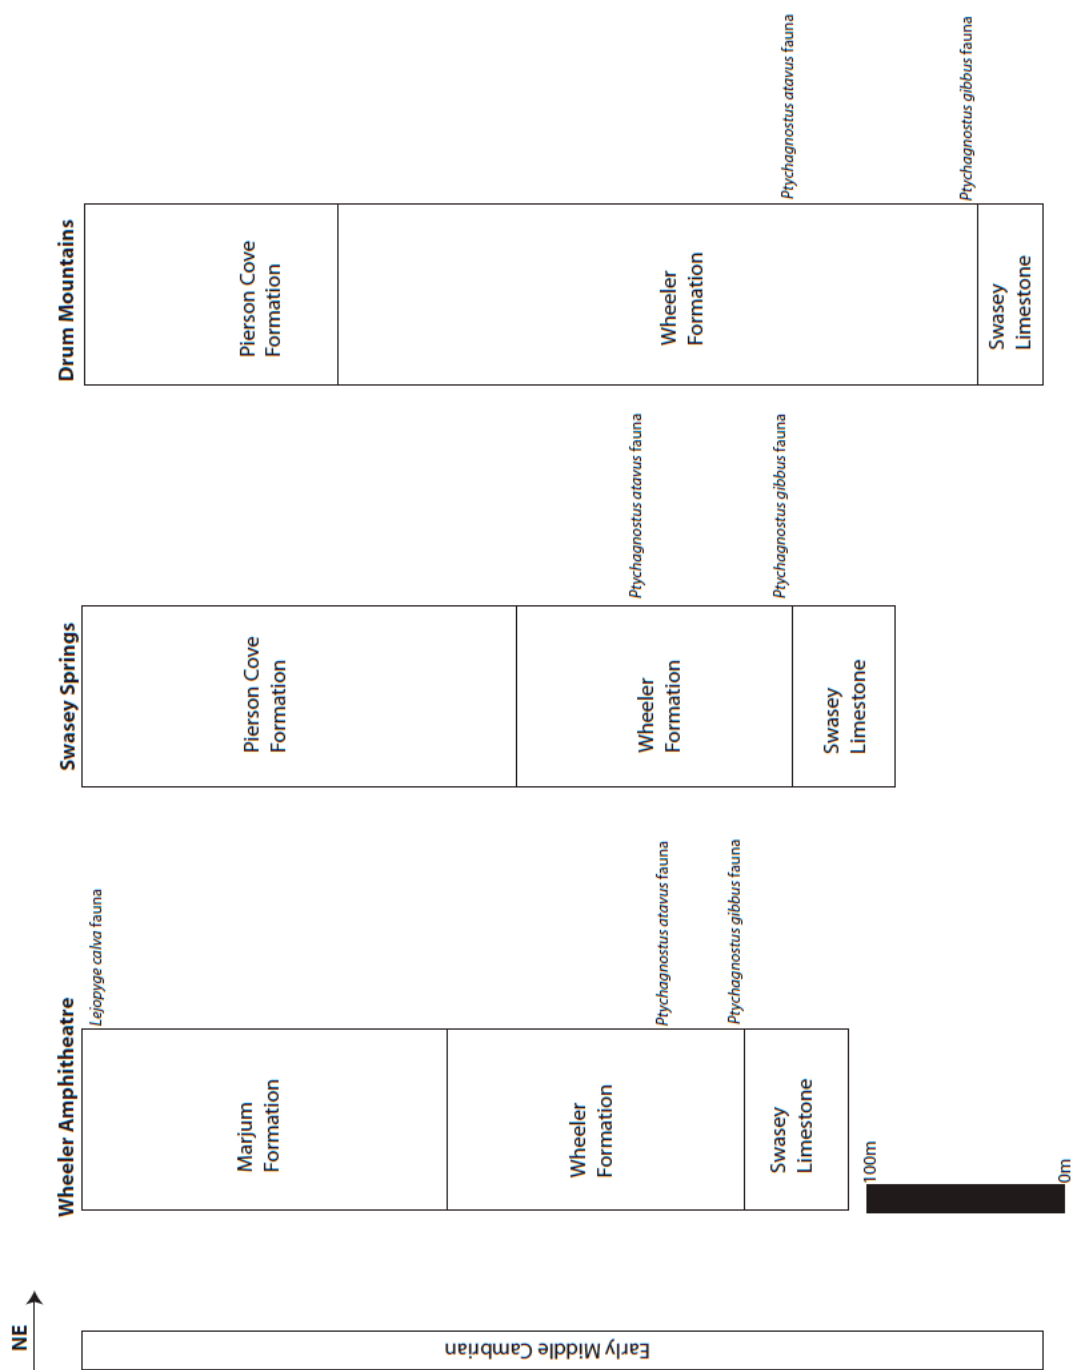 NE
Early Middle Cambrian
Wheeler Amphitheatre
Lejopyge calva fauna
Marjum
Formation
Ptychagnostus atavus fauna
Wheeler
Formation
Ptychagnostus gibbus fauna
Swasey
Limestone
100m
0m
Swasey Springs
Pierson Cove
Formation
Ptychagnostus atavus fauna
Wheeler
Formation
Ptychagnostus gibbus fauna
Swasey
Limestone
Drum Mountains
Pierson Cove
Formation
Ptychagnostus atavus fauna
Wheeler
Formation
Ptychagnostus gibbus fauna
Swasey
Limestone